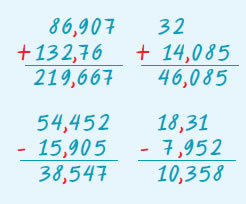 86,907 32
+132,76 + 14,085
219,667 46,085
54,452 18,31
- 15,905 - 7,952
38,547 10,358